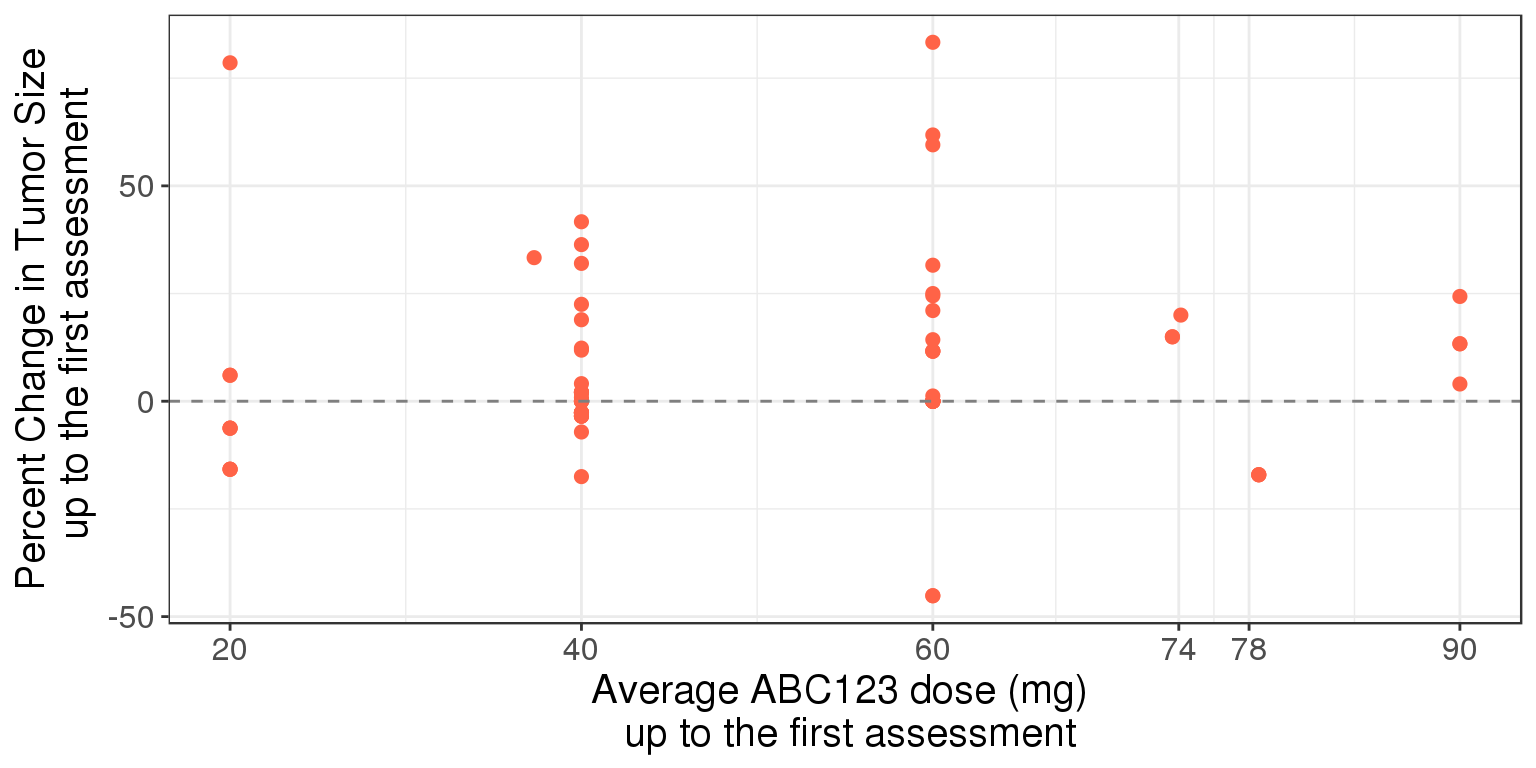 Percent Change in Tumor Size
up to the first assessment
50
0
-50
20 40 60 74 78 90
Average ABC123 dose (mg)
up to the first assessment